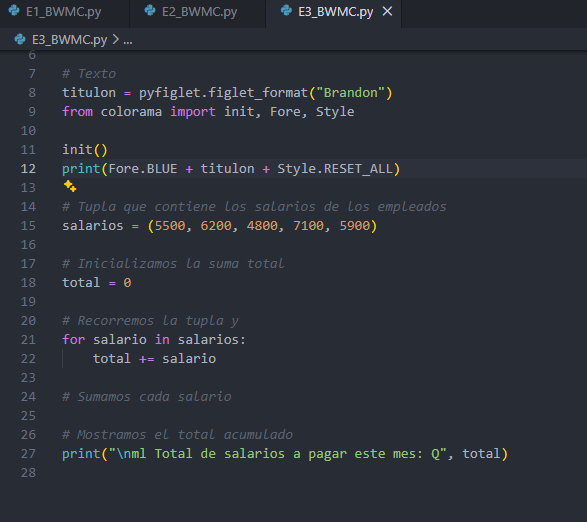 E1_BWMC.py E2_BWMC.py E3_BWMC.py
E3_BWMC.py > ...
6
7 # Texto
8 titulon = pyfiglet.figlet_format("Brandon")
9 from colorama import init, Fore, Style
10
11 init()
12 print(Fore.BLUE + titulon + Style.RESET_ALL)
13
14 # Tupla que contiene los salarios de los empleados
15 salarios = (5500, 6200, 4800, 7100, 5900)
16
17 # Inicializamos la suma total
18 total = 0
19
20 # Recorremos la tupla y
21 for salario in salarios:
22     total += salario
23
24 # Sumamos cada salario
25
26 # Mostramos el total acumulado
27 print("\nml Total de salarios a pagar este mes: Q", total)
28